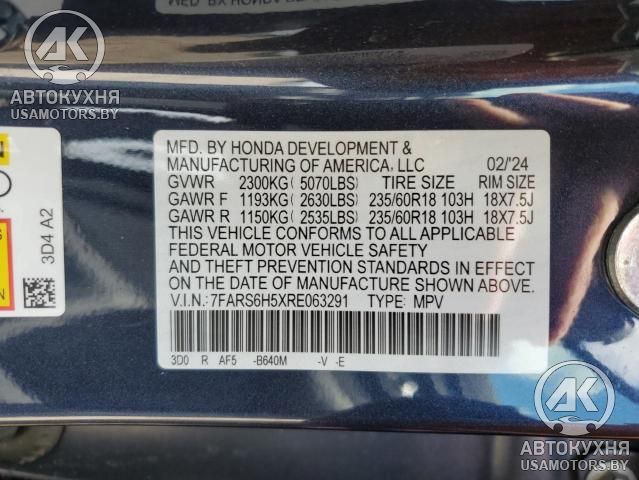 АВТОКУХНЯ
USAMOTORS.BY
MFD. BY HONDA DEVELOPMENT &
MANUFACTURING OF AMERICA, LLC 02/'24
GVWR 2300KG( 5070LBS) TIRE SIZE RIM SIZE
GAWR F 1193KG( 2630LBS) 235/60R18 103H 18X7.5J
GAWR R 1150KG( 2535LBS) 235/60R18 103H 18X7.5J
THIS VEHICLE CONFORMS TO ALL APPLICABLE
FEDERAL MOTOR VEHICLE SAFETY
AND THEFT PREVENTION STANDARDS IN EFFECT
ON THE DATE OF MANUFACTURE SHOWN ABOVE.
V.I.N.:7FARS6H5XRE063291 TYPE: MPV
3D0 R AF5 -B640M -V -E
3D4 A2
АК
АВТОКУХНЯ
USAMOTORS.BY